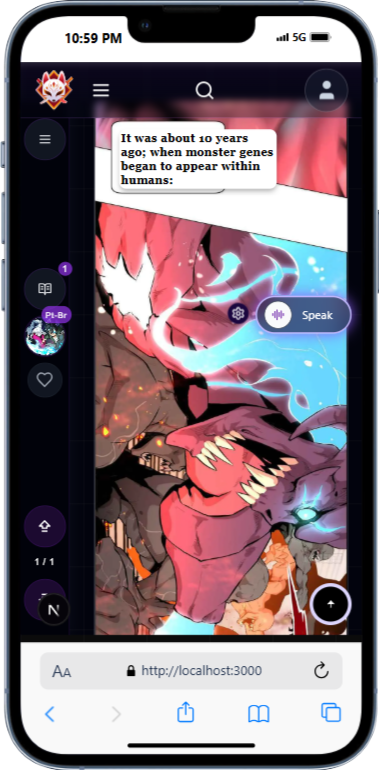 10:59 PM
5G
It was about 10 years
ago; when monster genes
began to appear within
humans:
1
Pt-Br
Speak
1 / 1
N
AA
http://localhost:3000